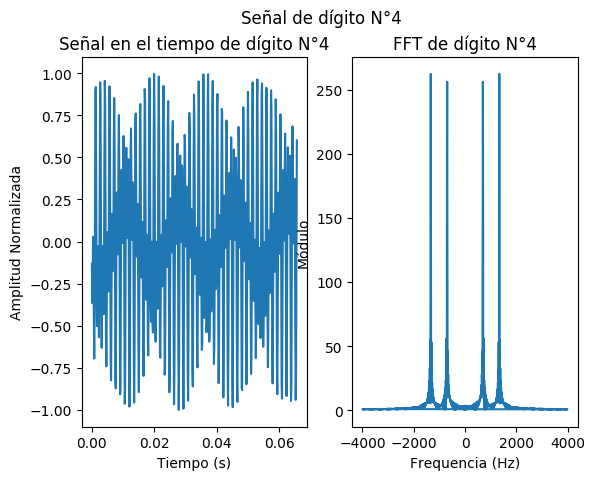 Señal de dígito N°4
Señal en el tiempo de dígito N°4
Amplitud Normalizada
1.00
0.75
0.50
0.25
0.00
−0.25
−0.50
−0.75
−1.00
0.00 0.02 0.04 0.06
Tiempo (s)
FFT de dígito N°4
Módulo
250
200
150
100
50
0
−4000 −2000 0 2000 4000
Frequencia (Hz)